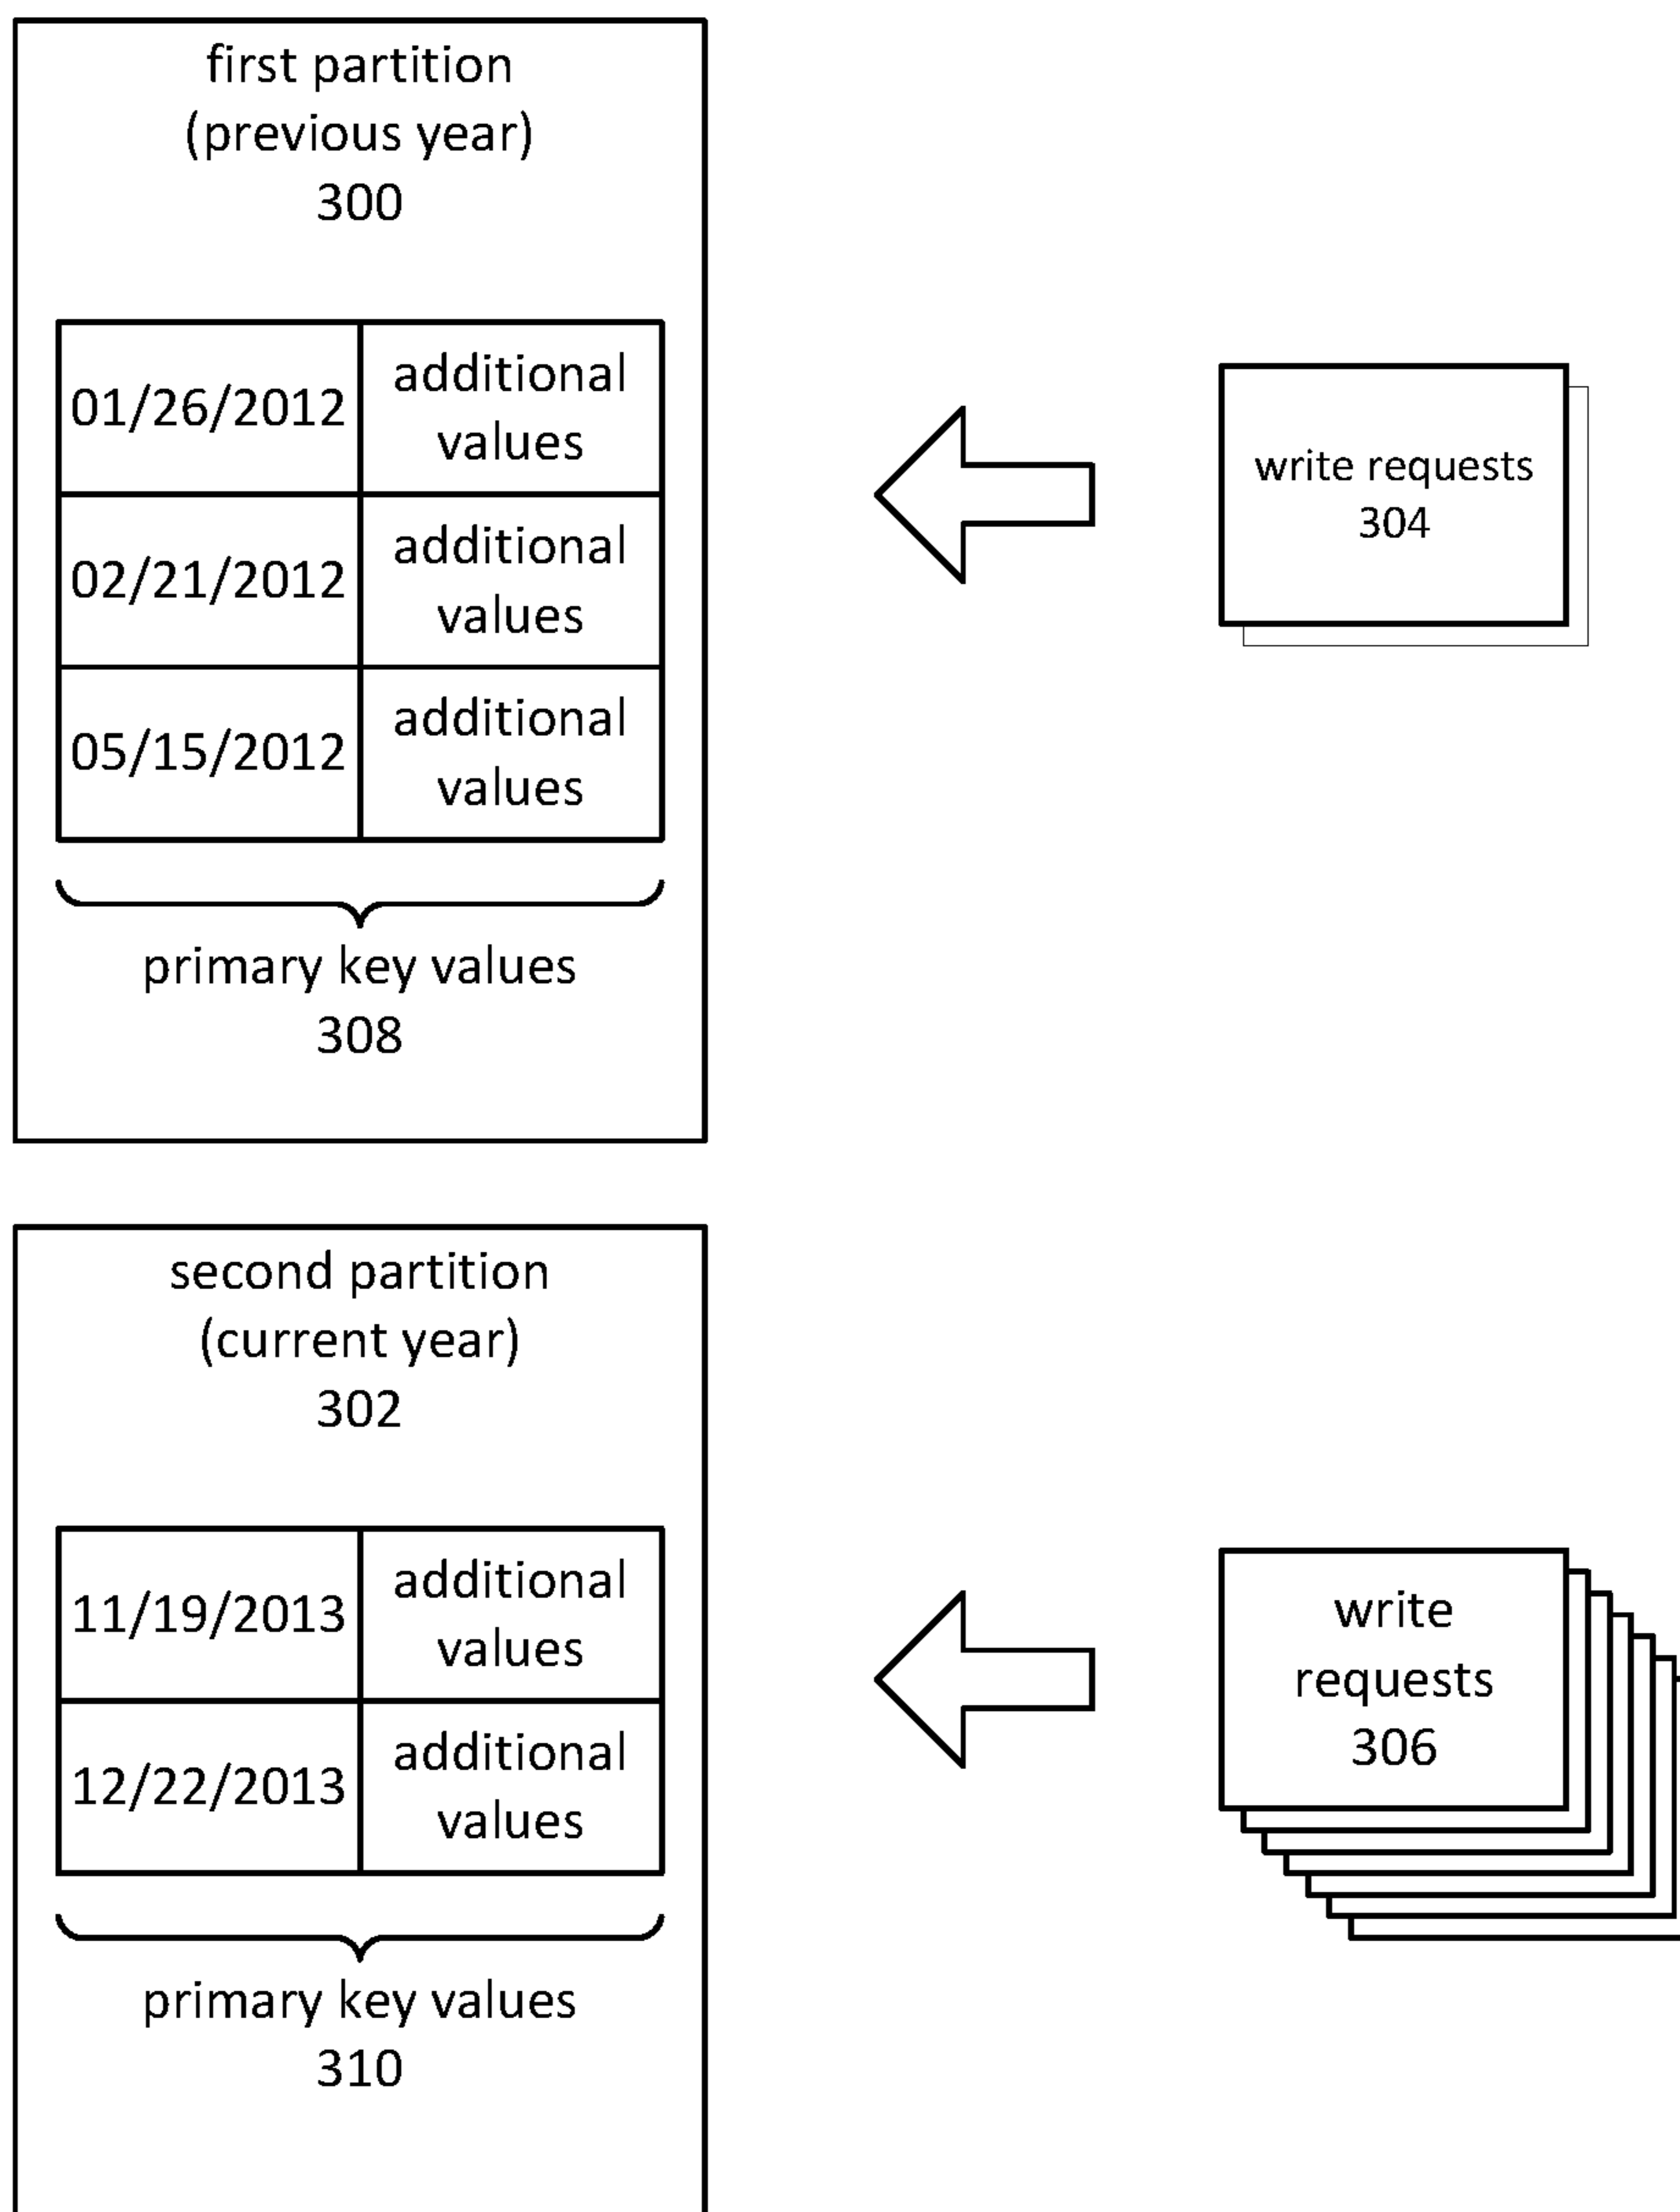 first partition
(previous year)
300
01/26/2012
additional
values
02/21/2012
additional
values
05/15/2012
additional
values
primary key values
308
write requests
304
second partition
(current year)
302
11/19/2013
additional
values
12/22/2013
additional
values
primary key values
310
write
requests
306